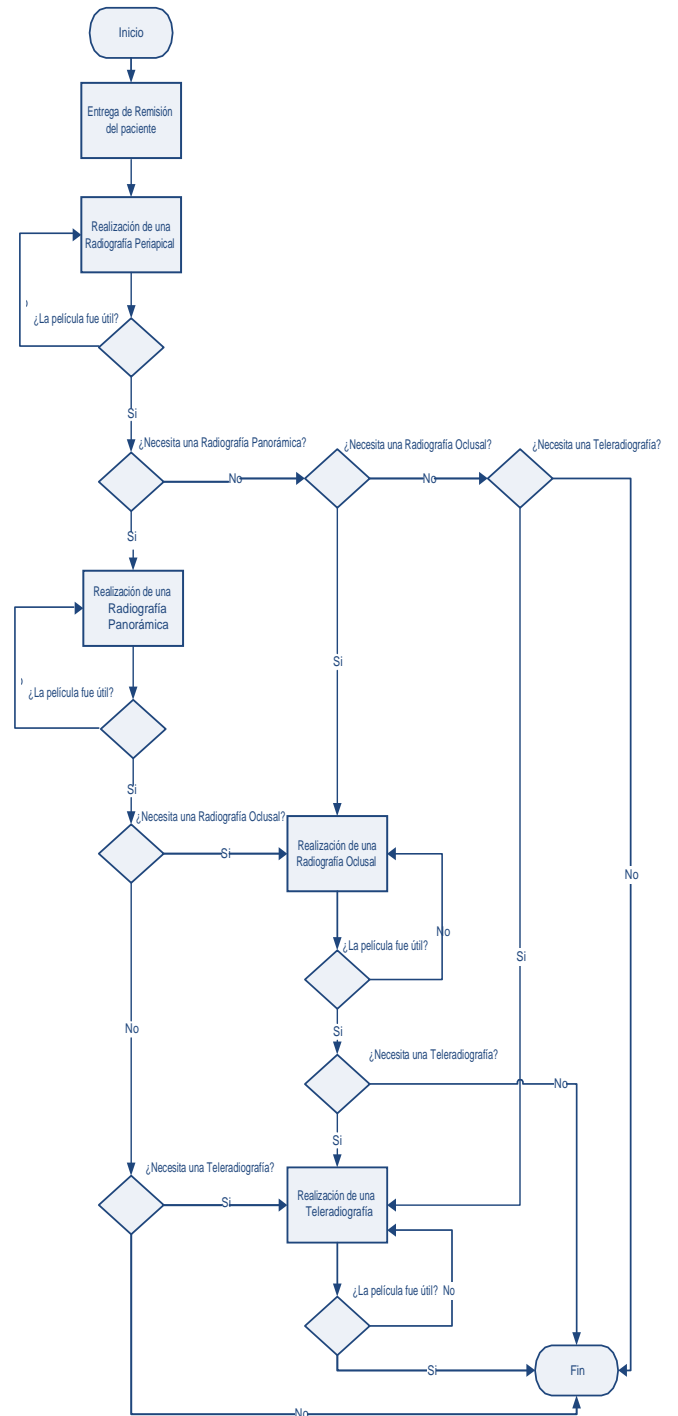 Inicio
Entrega de Remisión
del paciente
Realización de una
Radiografía Periapical
¿La película fue útil?
Si
¿Necesita una Radiografía Panorámica?
¿Necesita una Radiografía Oclusal?
¿Necesita una Teleradiografía?
No
No
Si
Realización de una
Radiografía
Panorámica
Si
¿La película fue útil?
Si
¿Necesita una Radiografía Oclusal?
Realización de una
Radiografía Oclusal
Si
No
No
¿La película fue útil?
Si
No
Si
¿Necesita una Teleradiografía?
No
Si
¿Necesita una Teleradiografía?
Realización de una
Teleradiografía
Si
¿La película fue útil?
No
Si
Fin
No